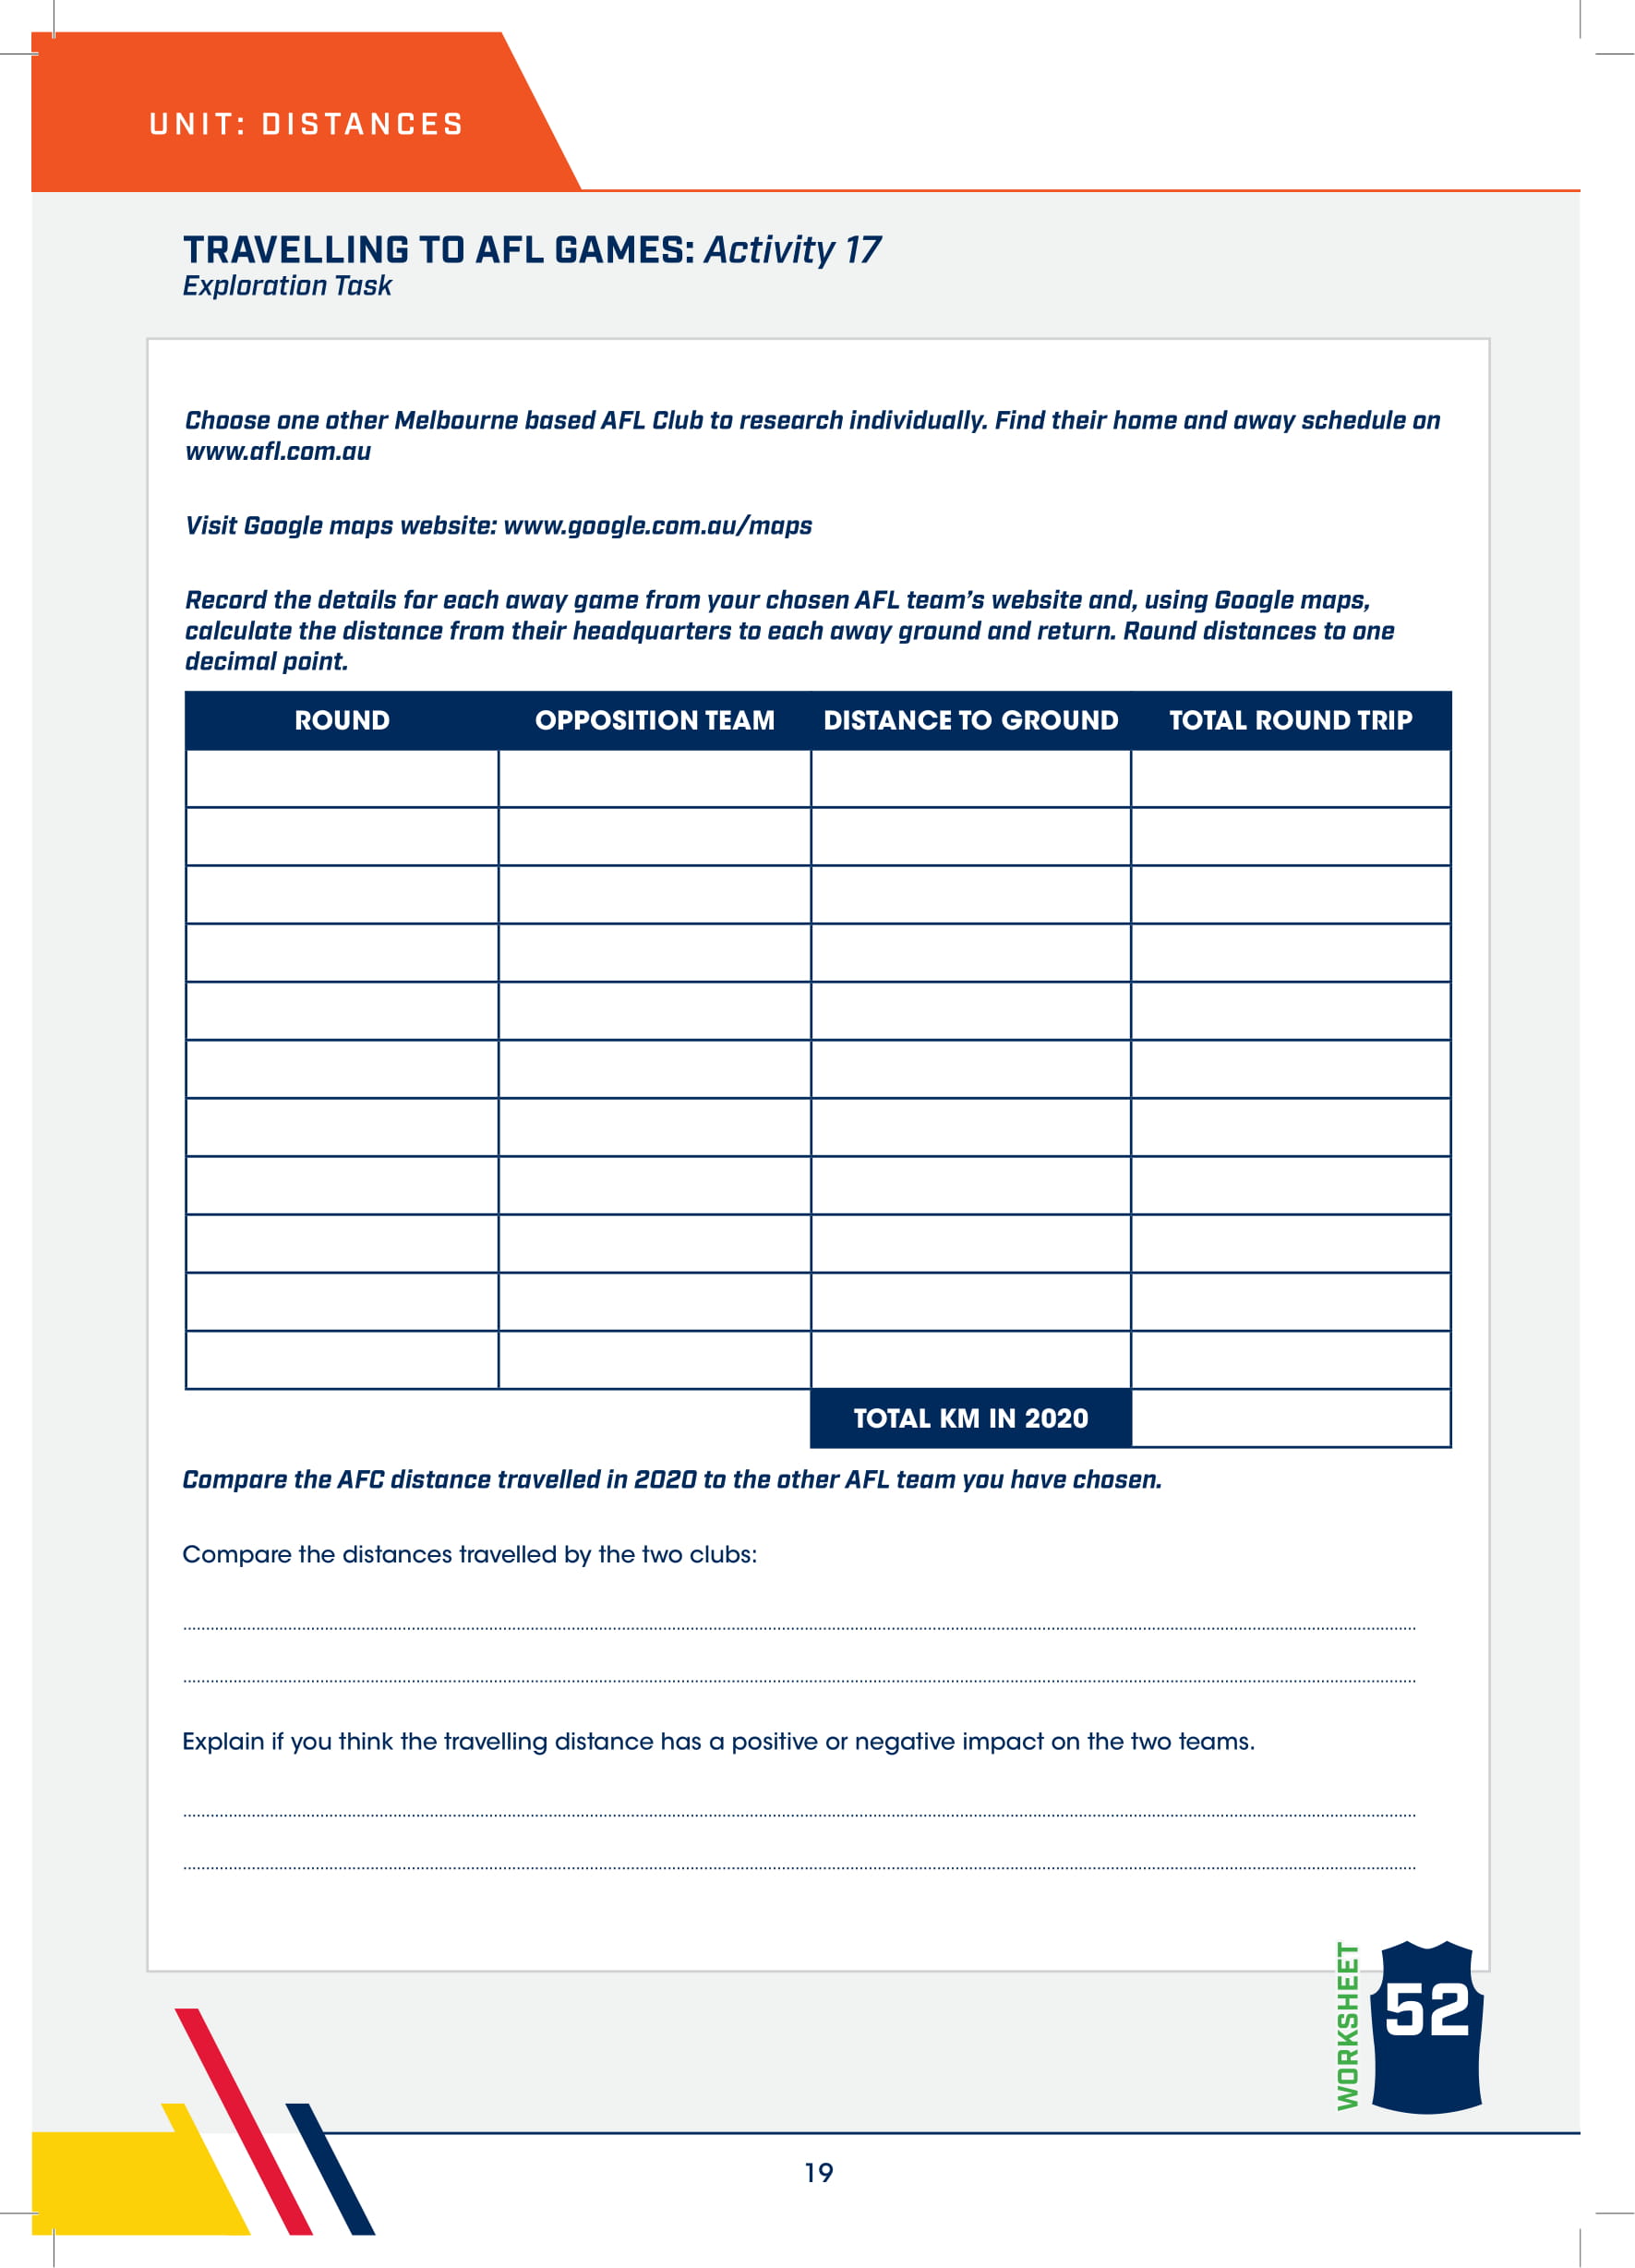 UNIT: DISTANCES
TRAVELLING TO AFL GAMES: Activity 17
Exploration Task
Choose one other Melbourne based AFL Club to research individually. Find their home and away schedule on
www.afl.com.au
Visit Google maps website: www.google.com.au/maps
Record the details for each away game from your chosen AFL team’s website and, using Google maps,
calculate the distance from their headquarters to each away ground and return. Round distances to one
decimal point.
ROUND OPPOSITION TEAM DISTANCE TO GROUND TOTAL ROUND TRIP
TOTAL KM IN 2020
Compare the AFC distance travelled in 2020 to the other AFL team you have chosen.
Compare the distances travelled by the two clubs:
Explain if you think the travelling distance has a positive or negative impact on the two teams.
WORKSHEET
52
19